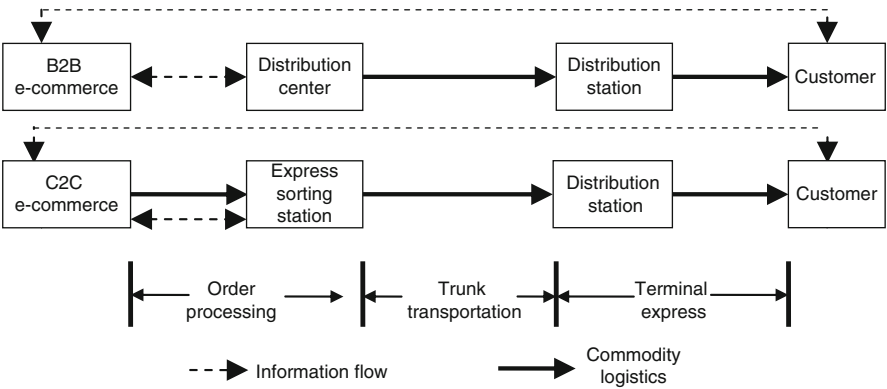 B2B
e-commerce
Distribution
center
Distribution
station
Customer
C2C
e-commerce
Express
sorting
station
Distribution
station
Customer
Order
processing
Trunk
transportation
Terminal
express
Information flow
Commodity
logistics